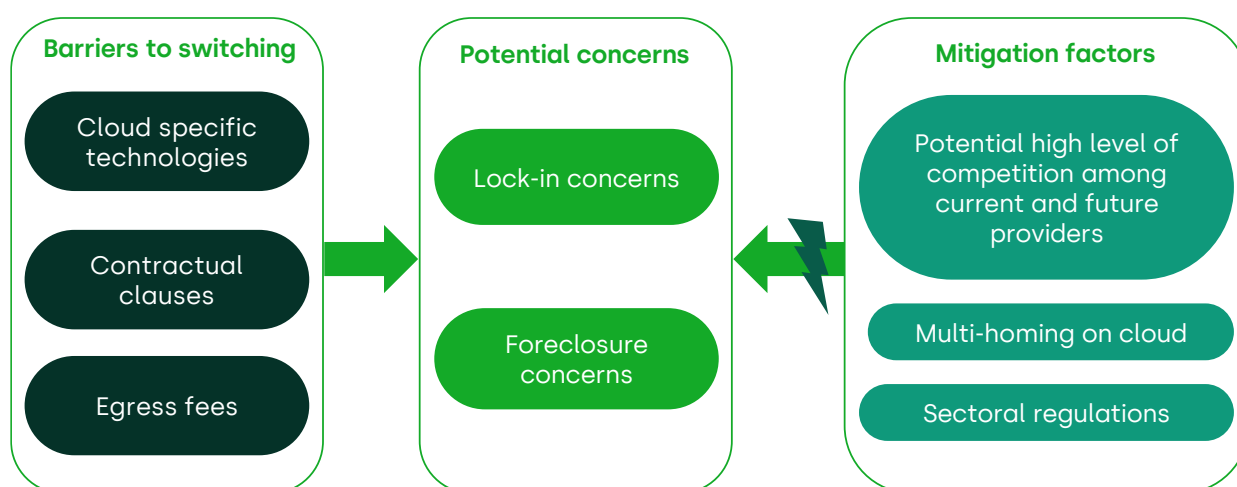 Barriers to switching
Cloud specific
technologies
Contractual
clauses
Egress fees
Potential concerns
Lock-in concerns
Foreclosure
concerns
Mitigation factors
Potential high level of
competition among
current and future
providers
Multi-homing on cloud
Sectoral regulations